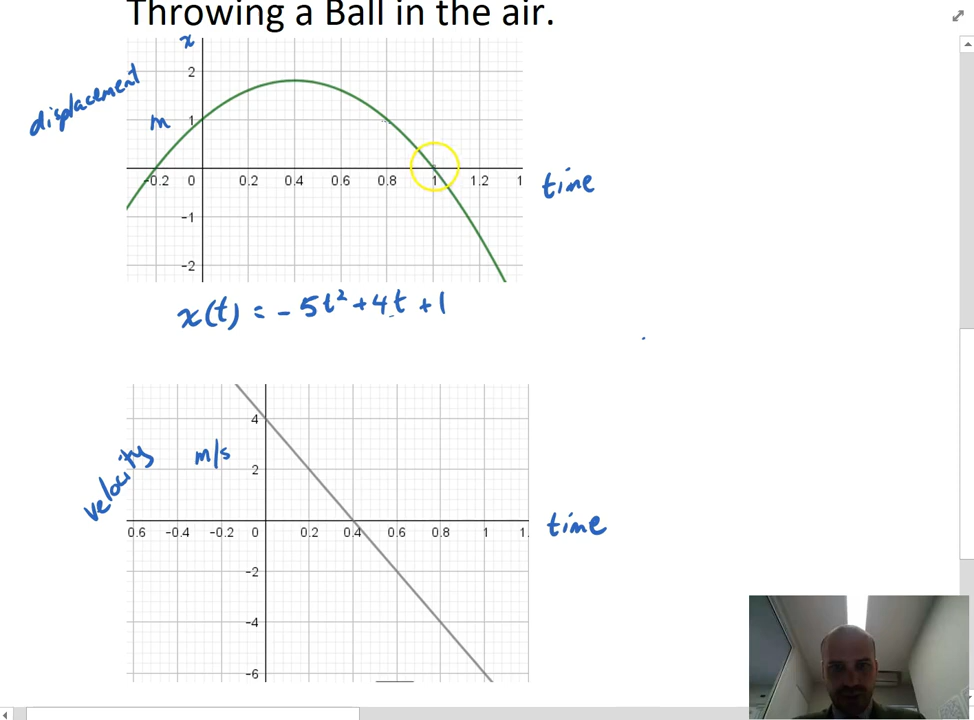 Throwing a Ball in the air.
x
displacement
m
2
1
-1
-2
-0.2 0 0.2 0.4 0.6 0.8 1 1.2 1
time
x(t) = -5t² + 4t + 1
velocity
m/s
4
2
-2
-4
-6
0.6 -0.4 -0.2 0 0.2 0.4 0.6 0.8 1 1.
time